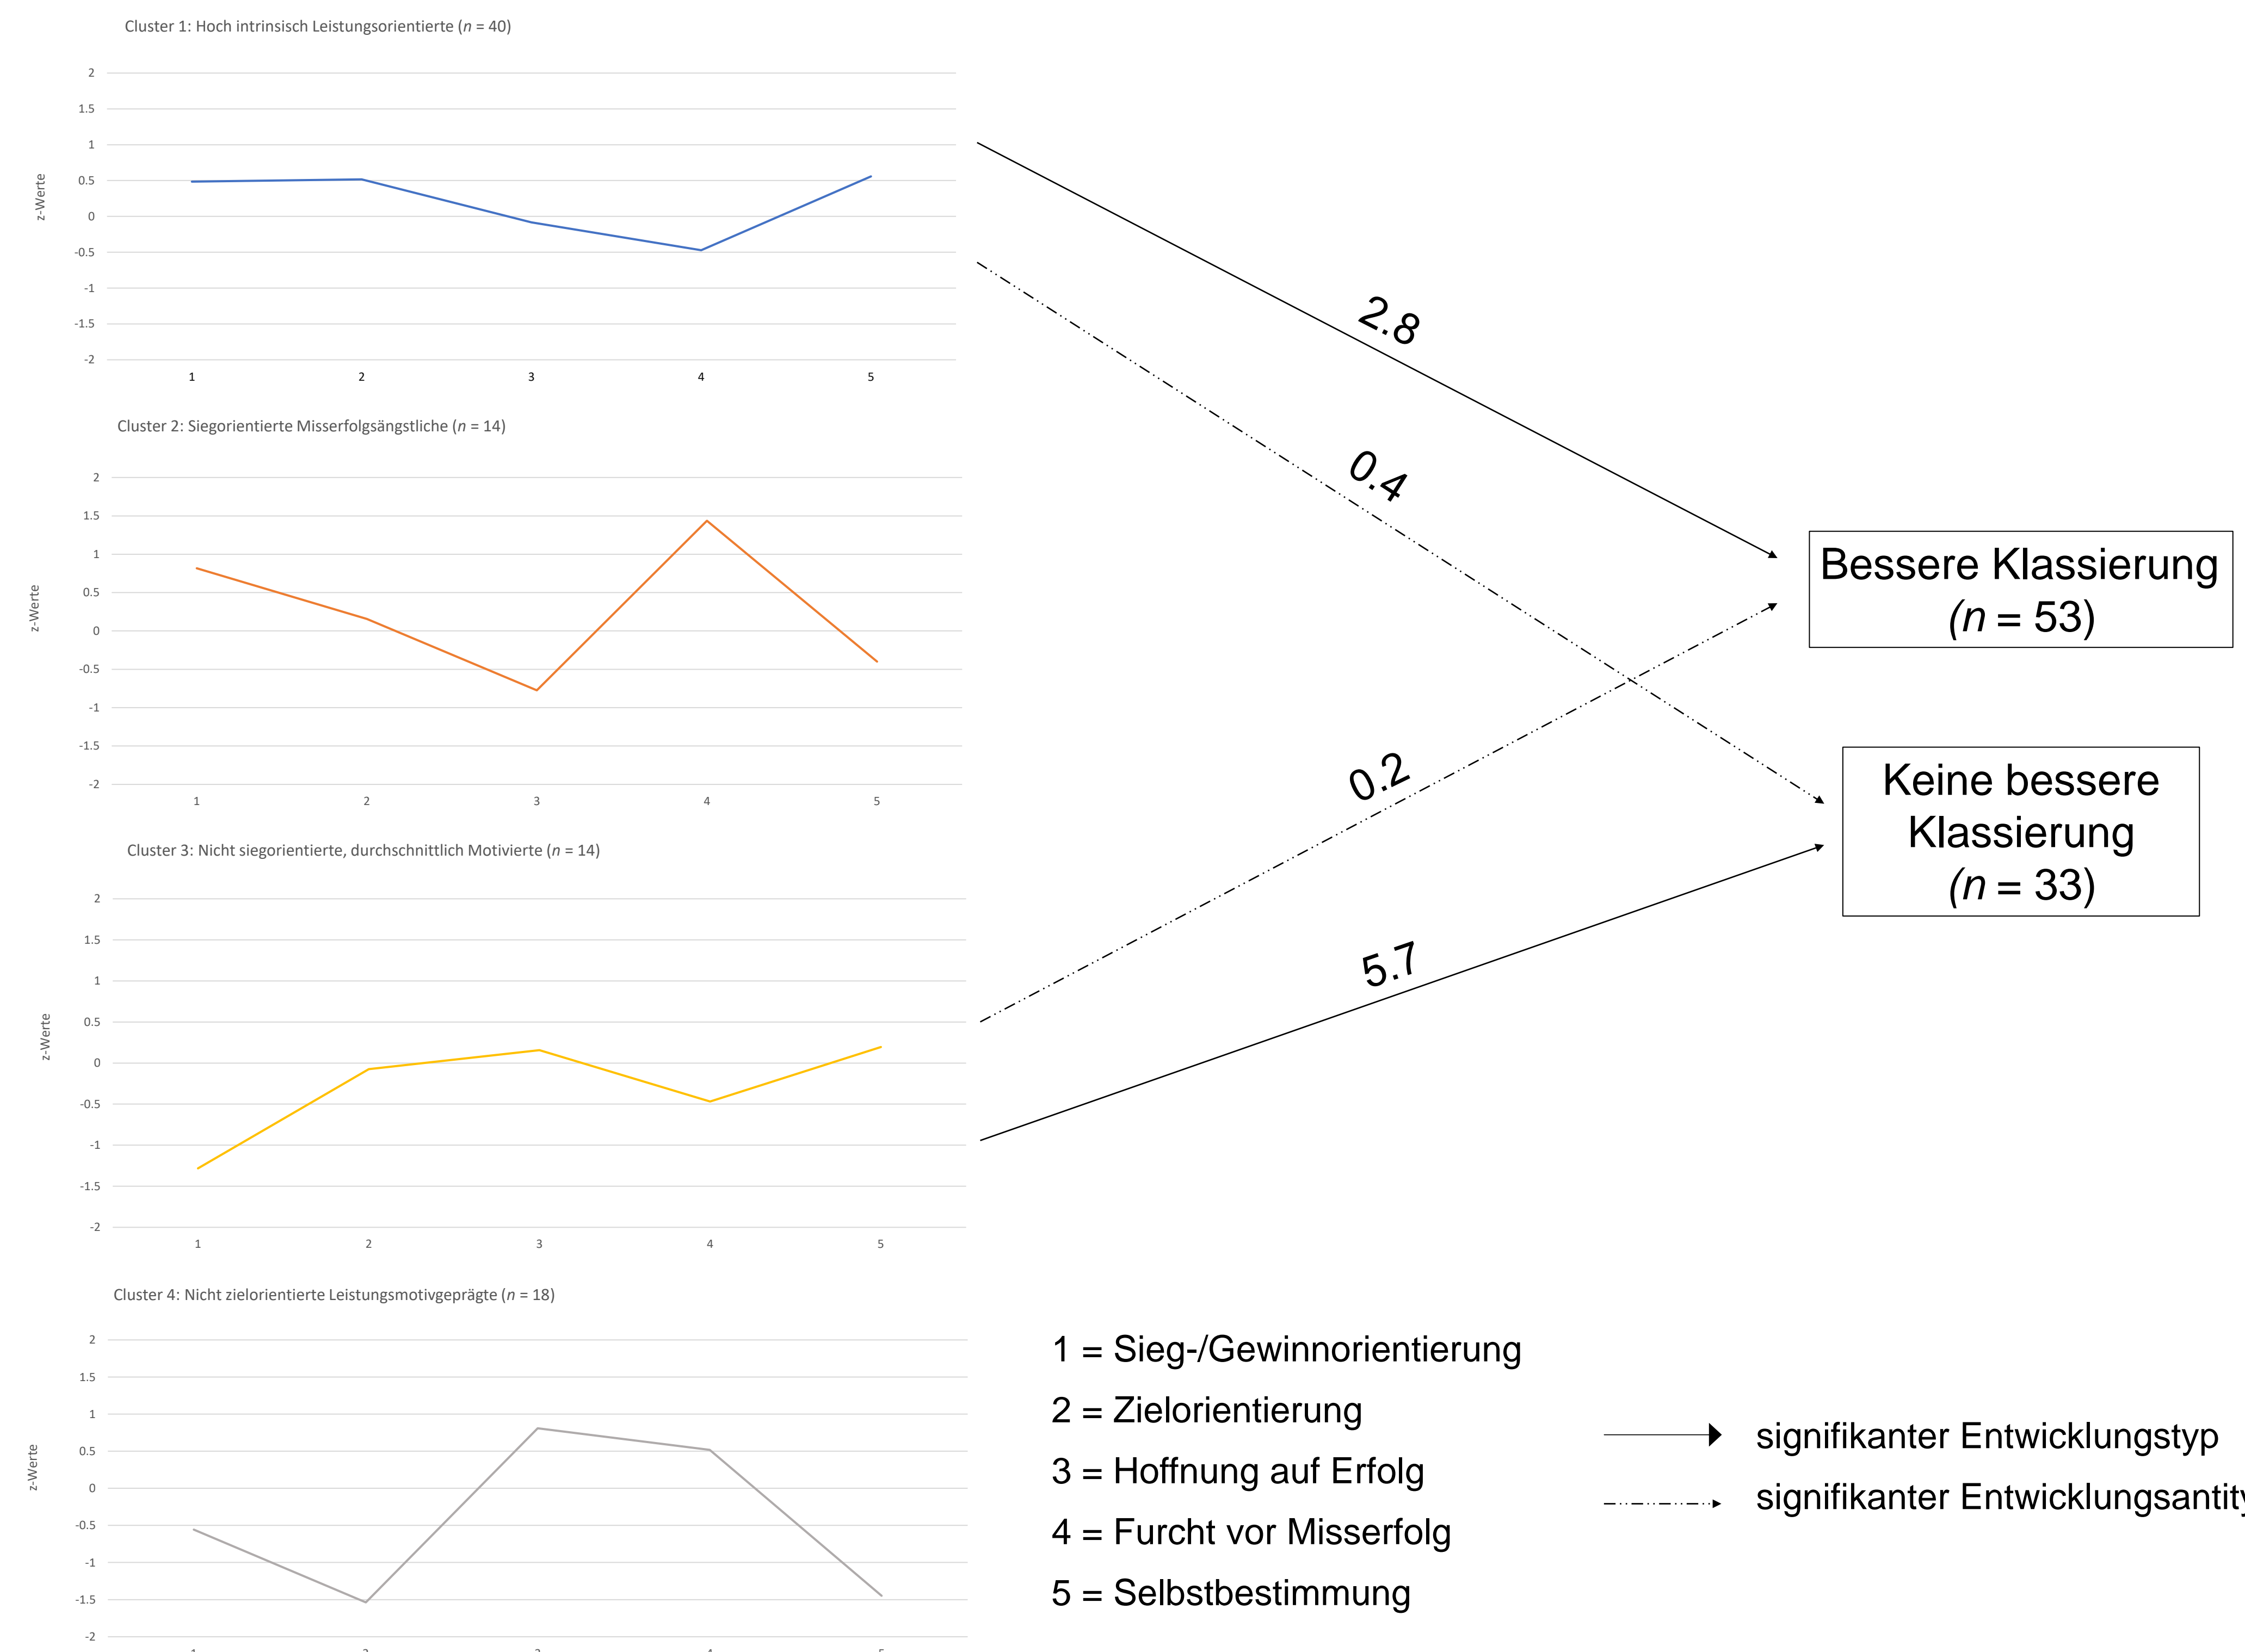 Cluster 1: Hoch intrinsisch Leistungsorientierte (n = 40)
2
1.5
1
0.5
0
-0.5
-1
-1.5
-2
z-Werte
1 2 3 4 5
Cluster 2: Siegorientierte Misserfolgsängstliche (n = 14)
2
1.5
1
0.5
0
-0.5
-1
-1.5
-2
z-Werte
1 2 3 4 5
Cluster 3: Nicht siegorientierte, durchschnittlich Motivierte (n = 14)
2
1.5
1
0.5
0
-0.5
-1
-1.5
-2
z-Werte
1 2 3 4 5
Cluster 4: Nicht zielorientierte Leistungsmotivgeprägte (n = 18)
2
1.5
1
0.5
0
-0.5
-1
-1.5
-2
z-Werte
2.8
0.4
0.2
5.7
Bessere Klassierung
(n = 53)
Keine bessere
Klassierung
(n = 33)
1 = Sieg-/Gewinnorientierung
2 = Zielorientierung
3 = Hoffnung auf Erfolg
4 = Furcht vor Misserfolg
5 = Selbstbestimmung
signifikanter Entwicklungstyp
signifikanter